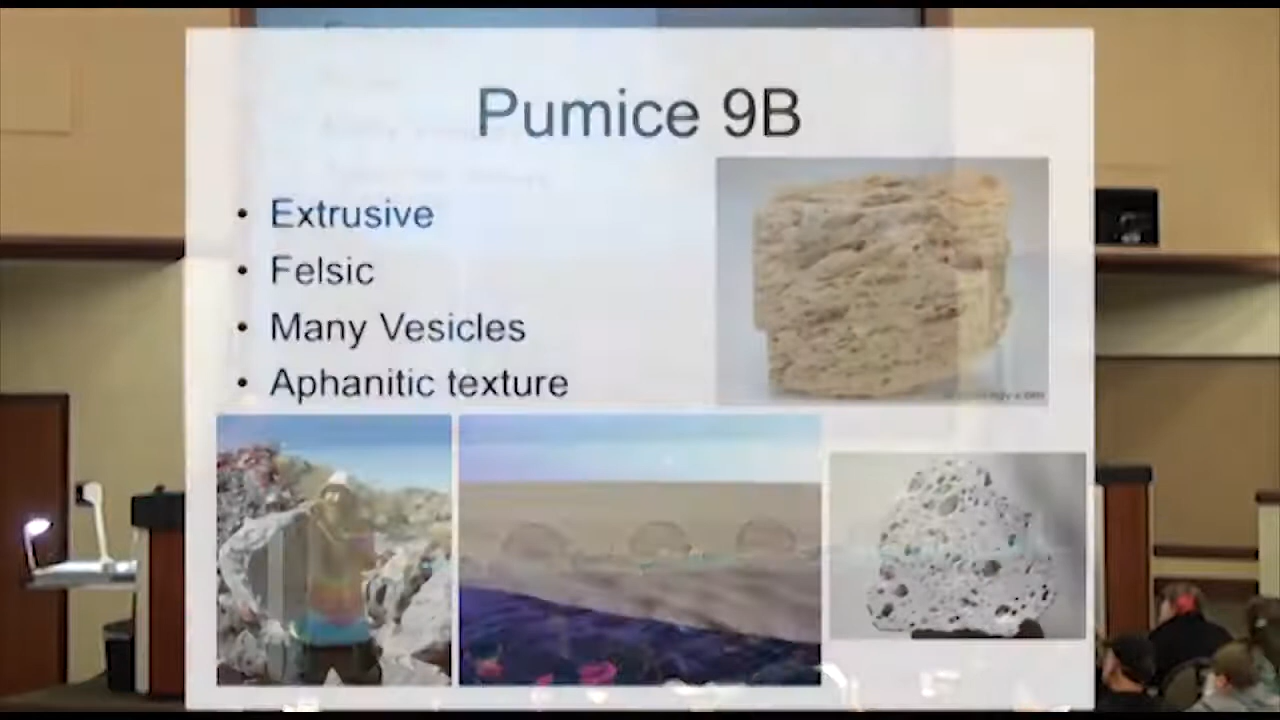 Pumice 9B
• Extrusive
• Felsic
• Many Vesicles
• Aphanitic texture